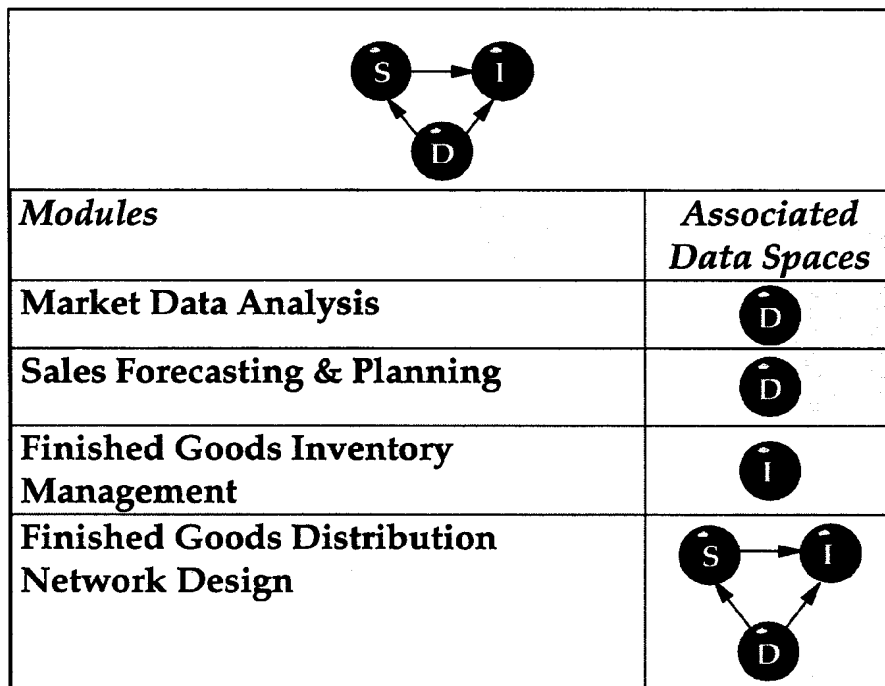 S I
D
Modules Associated
Data Spaces
Market Data Analysis D
Sales Forecasting & Planning D
Finished Goods Inventory
Management I
Finished Goods Distribution
Network Design S I
D